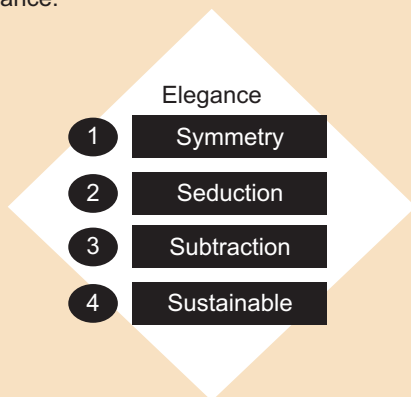 Elegance
1 Symmetry
2 Seduction
3 Subtraction
4 Sustainable